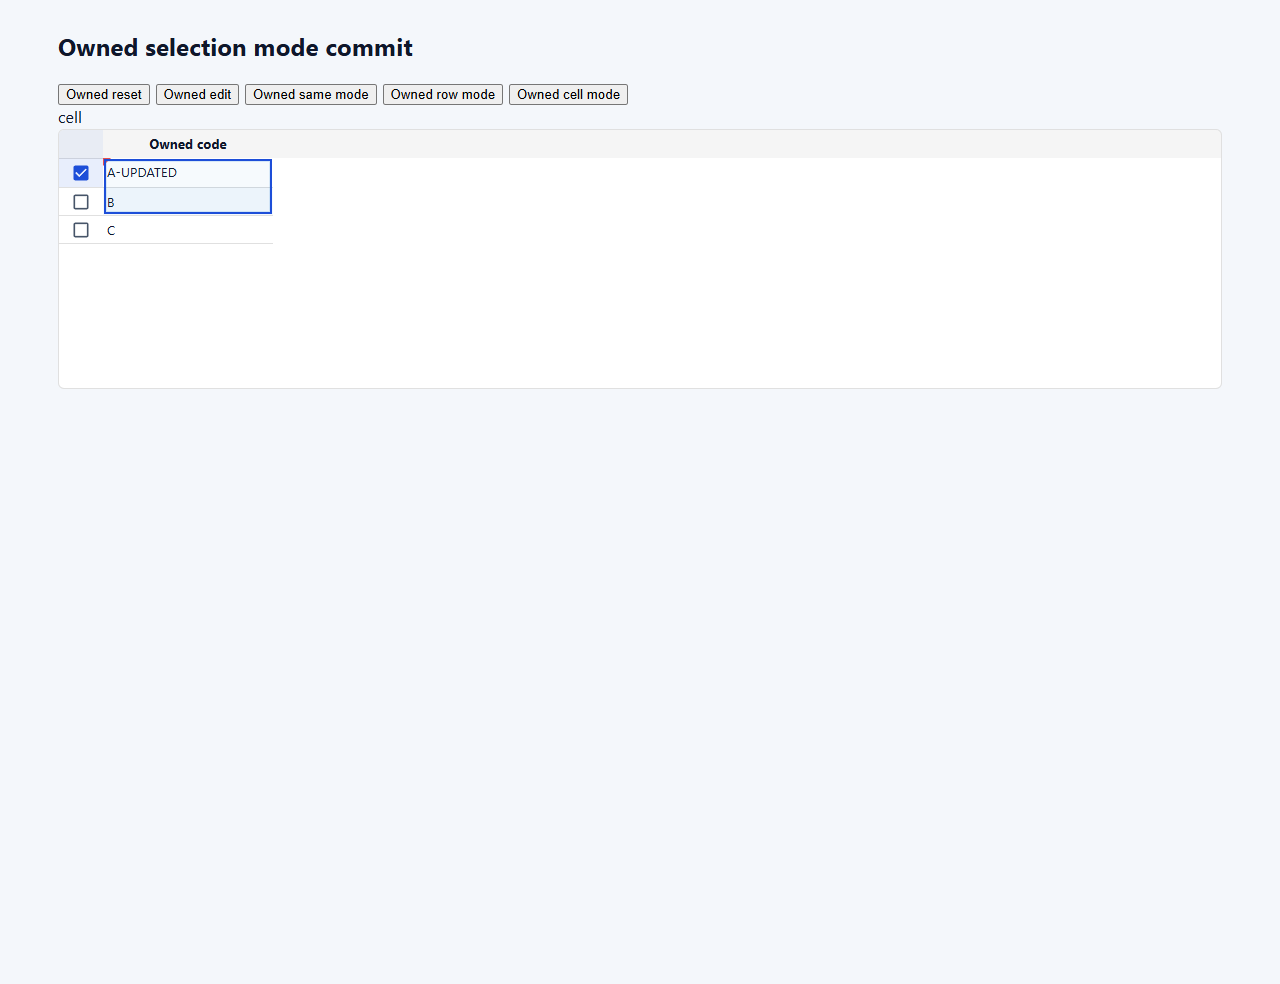 Owned selection mode commit
Owned reset Owned edit Owned same mode Owned row mode Owned cell mode
cell
Owned code
A-UPDATED
B
C